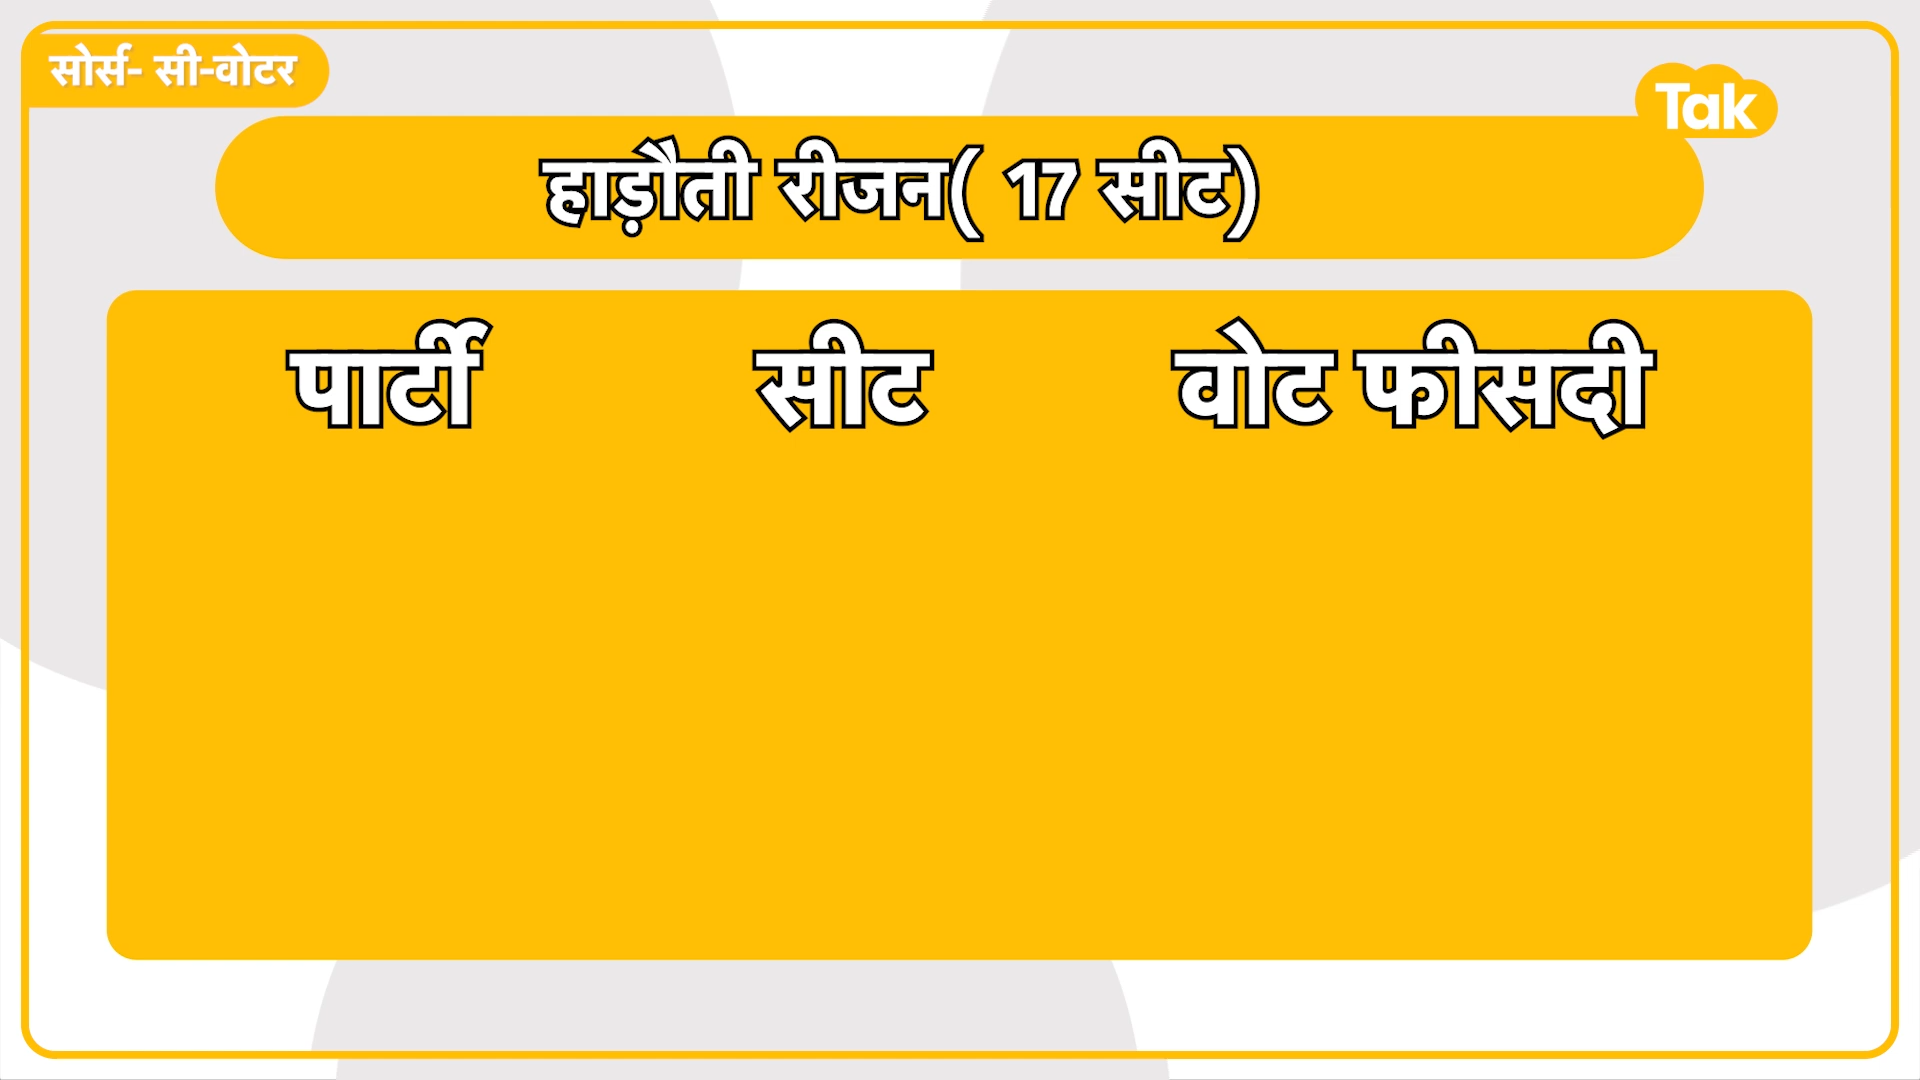 सोर्स- सी-वोटर
Tak
हाड़ौती रीजन( 17 सीट)
पार्टी सीट वोट फीसदी